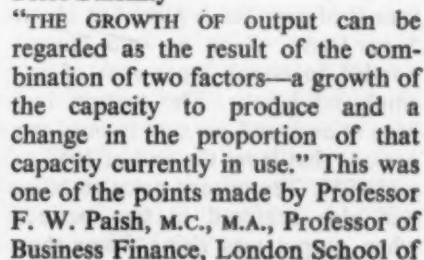 “THE GROWTH OF output can be
regarded as the result of the com-
bination of two factors—a growth of
the capacity to produce and a
change in the proportion of that
capacity currently in use.” This was
one of the points made by Professor
F. W. Paish, M.C., M.A., Professor of
Business Finance, London School of